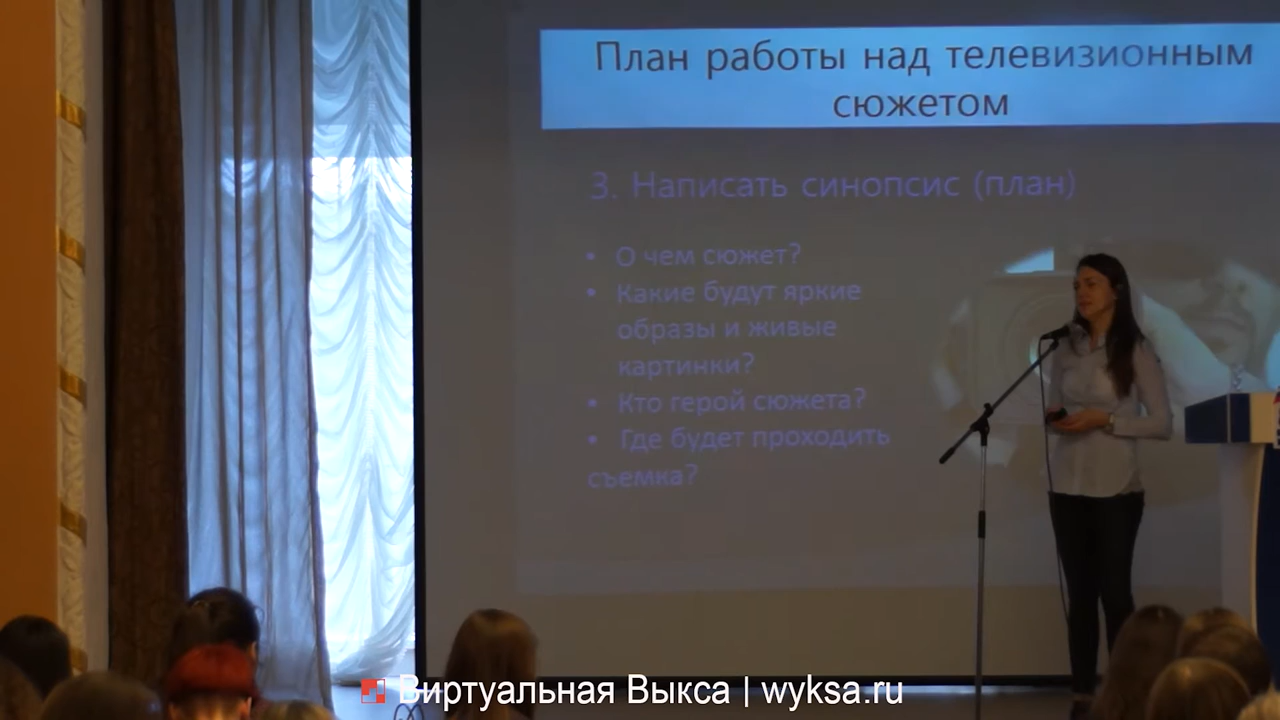 План работы над телевизионным
сюжетом
3. Написать синопсис (план)
• О чем сюжет?
• Какие будут яркие
образы и живые
картинки?
• Кто герой сюжета?
• Где будет проходить
съемка?
Виртуальная Выкса | wyksa.ru